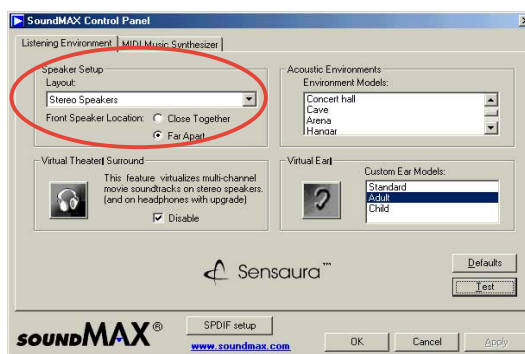 SoundMAX Control Panel
Listening Environment
MIDI Music Synthesizer
Speaker Setup
Layout:
Stereo Speakers
Front Speaker Location:
Close Together
Far Apart
Acoustic Environments
Environment Models:
Concert hall
Cave
Arena
Hangar
Virtual Theater Surround
This feature virtualizes multi-channel
movie soundtracks on stereo speakers.
(and on headphones with upgrade)
Disable
Virtual Ear
Custom Ear Models:
Standard
Adult
Child
Sensaura™
Defaults
Test
SOUNDMAX®
SPDIF setup
www.soundmax.com
OK
Cancel
Apply